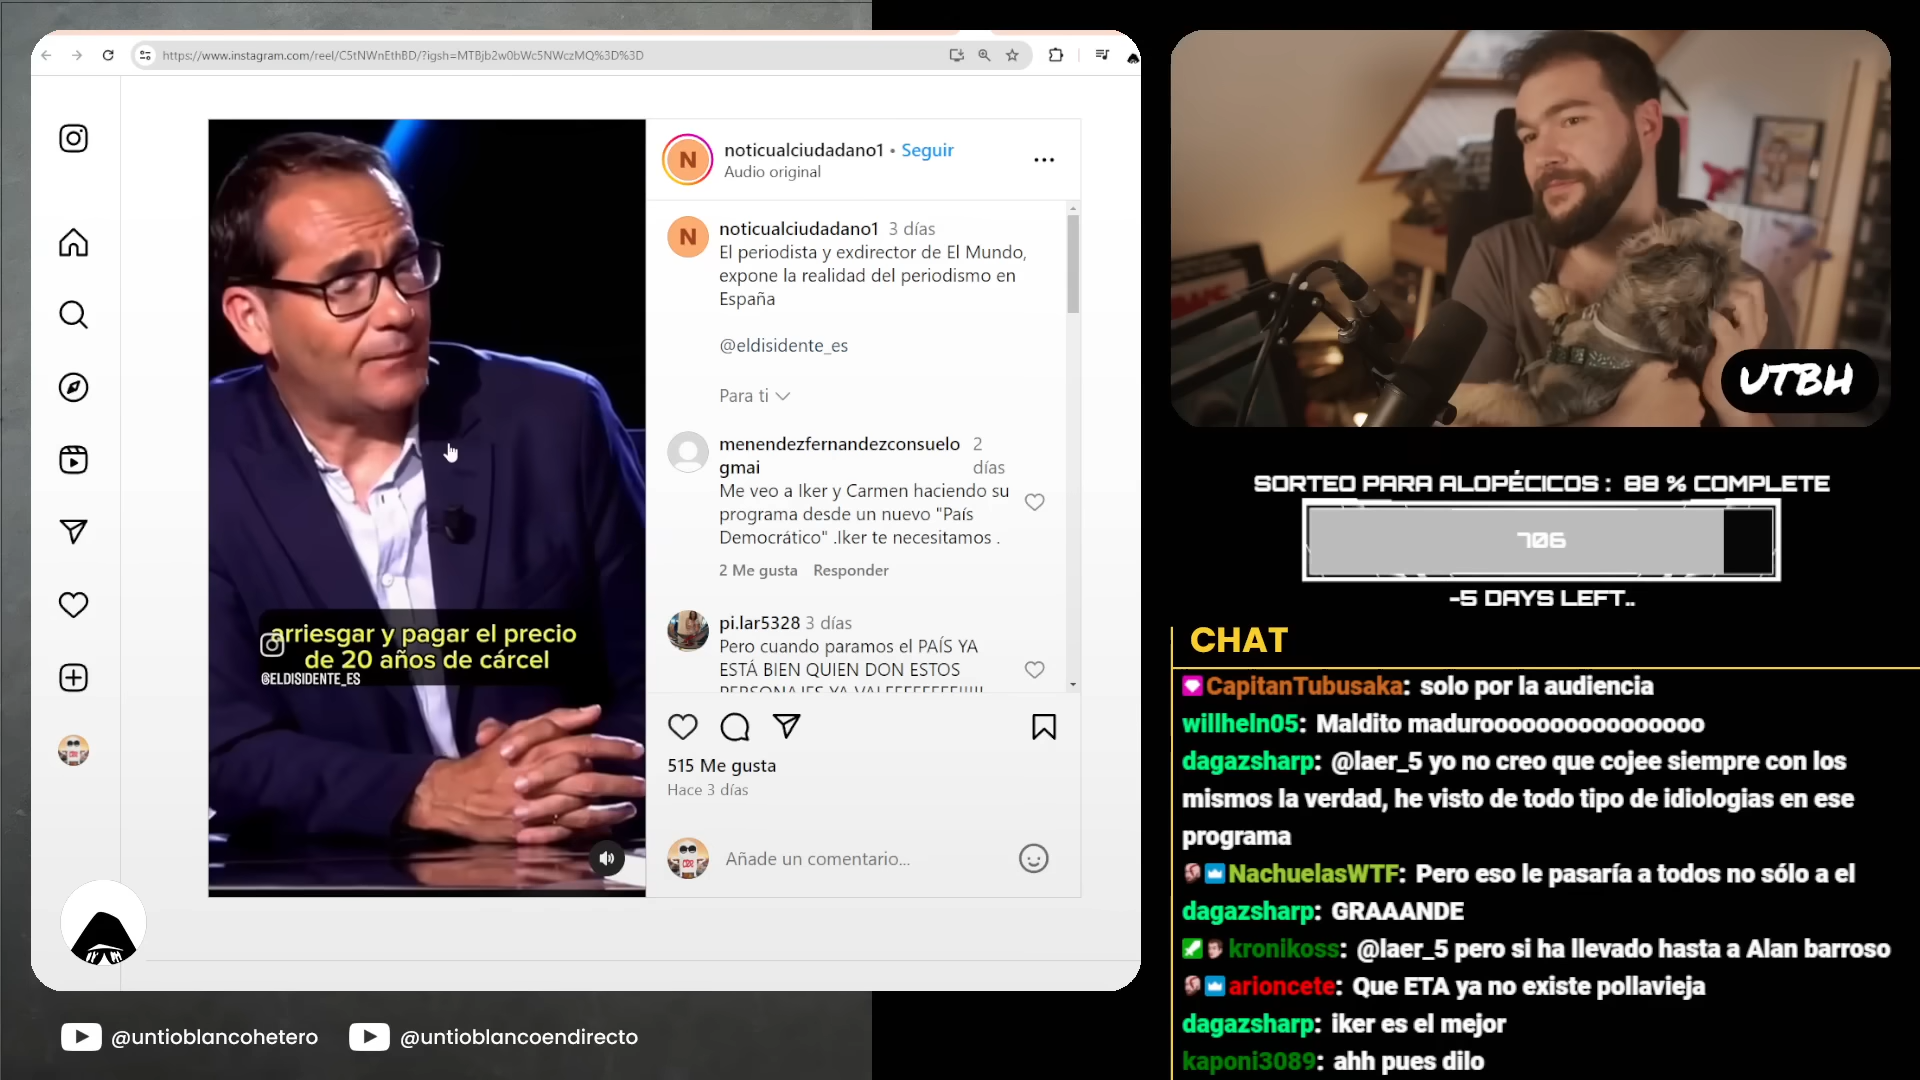 https://www.instagram.com/reel/C5tNWnEthBD/?igsh=MTBjb2w0bWc5NWczMQ%3D%3D
N
noticualciudadano1 • Seguir
Audio original
N
noticualciudadano1 3 días
El periodista y exdirector de El Mundo,
expone la realidad del periodismo en
España
@eldisidente_es
Para ti
menendezfernandezconsuelo 2
gmai días
Me veo a Iker y Carmen haciendo su
programa desde un nuevo "País
Democrático" .Iker te necesitamos .
2 Me gusta Responder
pi.lar5328 3 días
Pero cuando paramos el PAÍS YA
ESTÁ BIEN QUIEN DON ESTOS
515 Me gusta
Hace 3 días
Añade un comentario...
arriesgar y pagar el precio
de 20 años de cárcel
@ELDISIDENTE_ES
@untioblancohetero
@untioblancoendirecto
UTBH
SORTEO PARA ALOPÉCICOS : 88 % COMPLETE
706
-5 DAYS LEFT..
CHAT
CapitanTubusaka: solo por la audiencia
willheln05: Maldito madurooooooooooooooooo
dagazsharp: @laer_5 yo no creo que cojee siempre con los
mismos la verdad, he visto de todo tipo de idiologias en ese
programa
NachuelasWTF: Pero eso le pasaría a todos no sólo a el
dagazsharp: GRAAANDE
kronikoss: @laer_5 pero si ha llevado hasta a Alan barroso
arioncete: Que ETA ya no existe pollavieja
dagazsharp: iker es el mejor
kaponi3089: ahh pues dilo